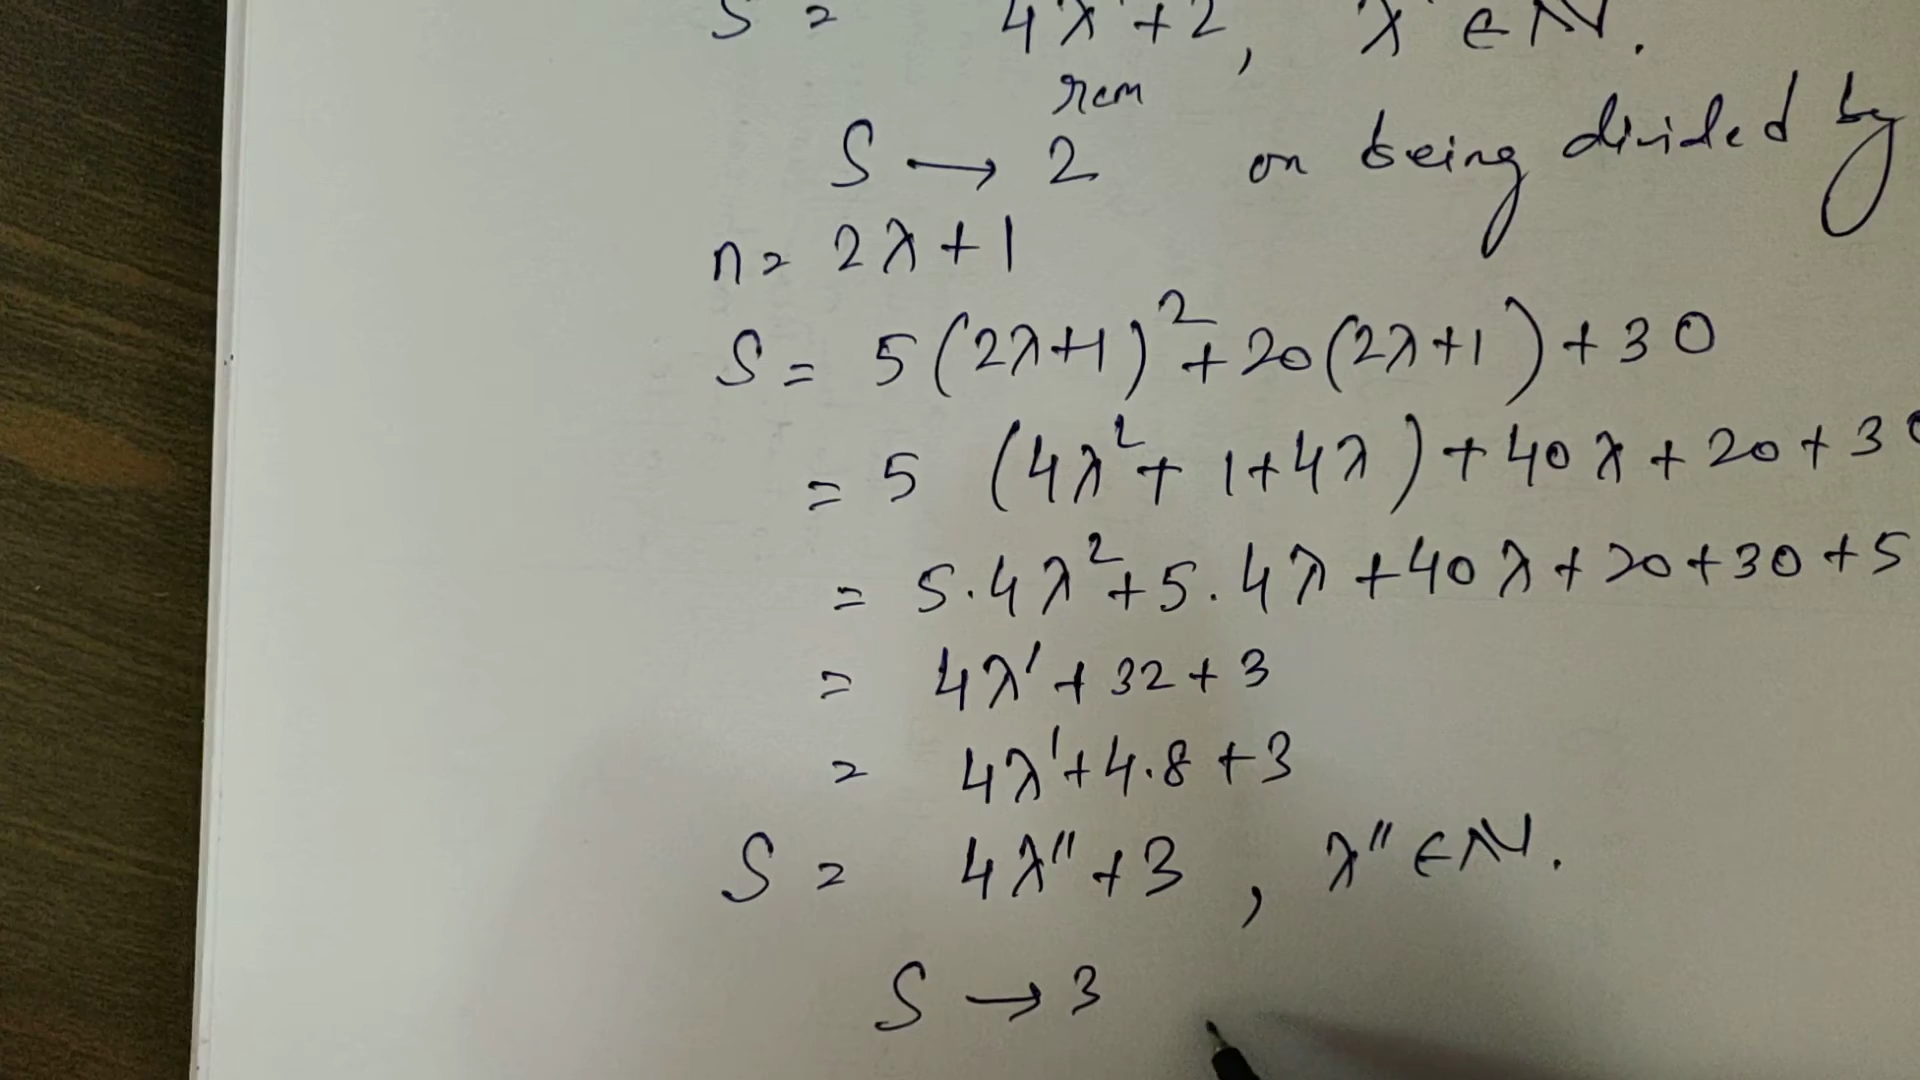 S = 4λ' + 2, λ' ∈ N.
rem
S → 2 on being divided by
n = 2λ + 1
S = 5(2λ+1)² + 20(2λ+1) + 30
= 5 (4λ² + 1 + 4λ) + 40λ + 20 + 30
= 5.4λ² + 5.4λ + 40λ + 20 + 30 + 5
= 4λ' + 32 + 3
= 4λ' + 4.8 + 3
S = 4λ'' + 3, λ'' ∈ N.
S → 3